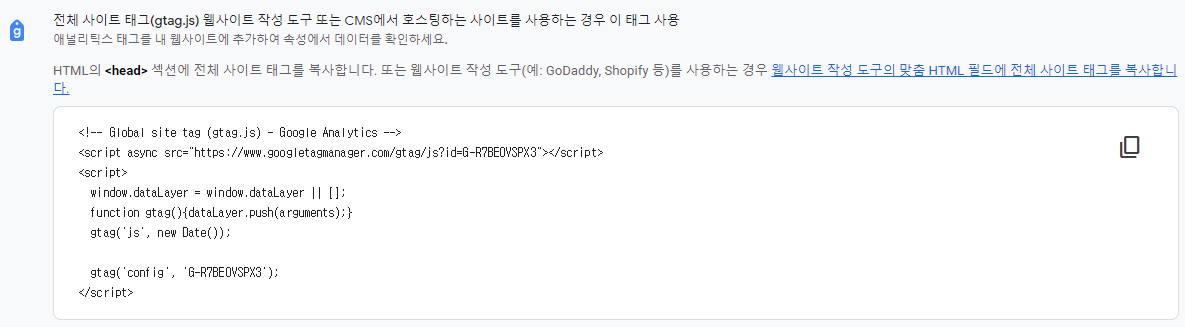 전체 사이트 태그(gtag.js) 웹사이트 작성 도구 또는 CMS에서 호스팅하는 사이트를 사용하는 경우 이 태그 사용
g
애널리틱스 태그를 내 웹사이트에 추가하여 속성에서 데이터를 확인하세요.
HTML의 <head> 섹션에 전체 사이트 태그를 복사합니다. 또는 웹사이트 작성 도구(예: GoDaddy, Shopify 등)를 사용하는 경우 웹사이트 작성 도구의 맞춤 HTML 필드에 전체 사이트 태그를 복사합니
다.
<!-- Global site tag (gtag.js) - Google Analytics -->
<script async src="https://www.googletagmanager.com/gtag/js?id=G-R7BE0VSPX3"></script>
<script>
  window.dataLayer = window.dataLayer || [];
  function gtag(){dataLayer.push(arguments);}
  gtag('js', new Date());

  gtag('config', 'G-R7BE0VSPX3');
</script>